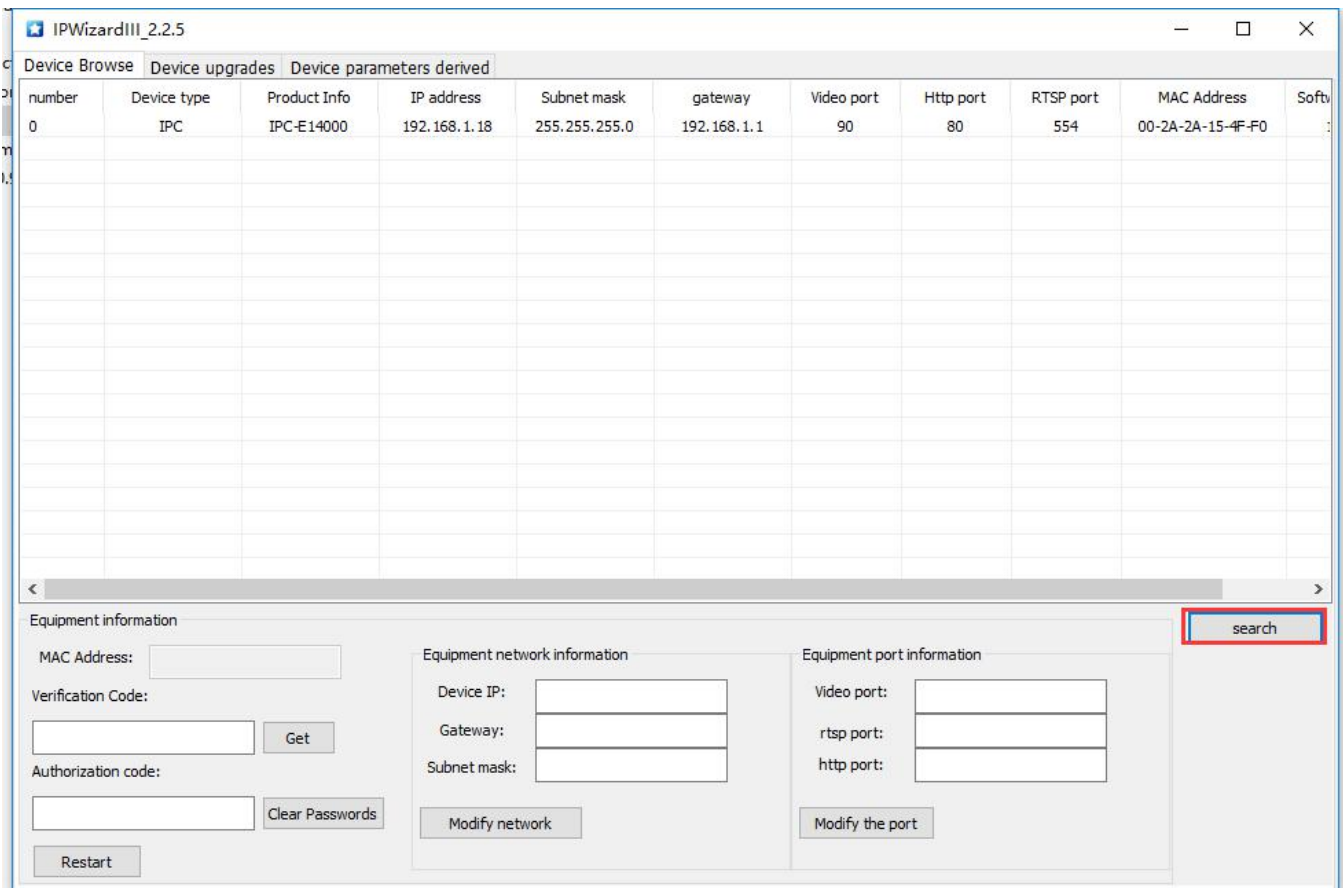 IPWizardIII_2.2.5
Device Browse Device upgrades Device parameters derived
number Device type Product Info IP address Subnet mask gateway Video port Http port RTSP port MAC Address
0 IPC IPC-E14000 192.168.1.18 255.255.255.0 192.168.1.1 90 80 554 00-2A-2A-15-4F-F0
Equipment information
search
MAC Address:
Equipment network information
Equipment port information
Device IP:
Video port:
Verification Code:
Gateway:
rtsp port:
Get
Subnet mask:
http port:
Authorization code:
Clear Passwords
Modify network
Modify the port
Restart